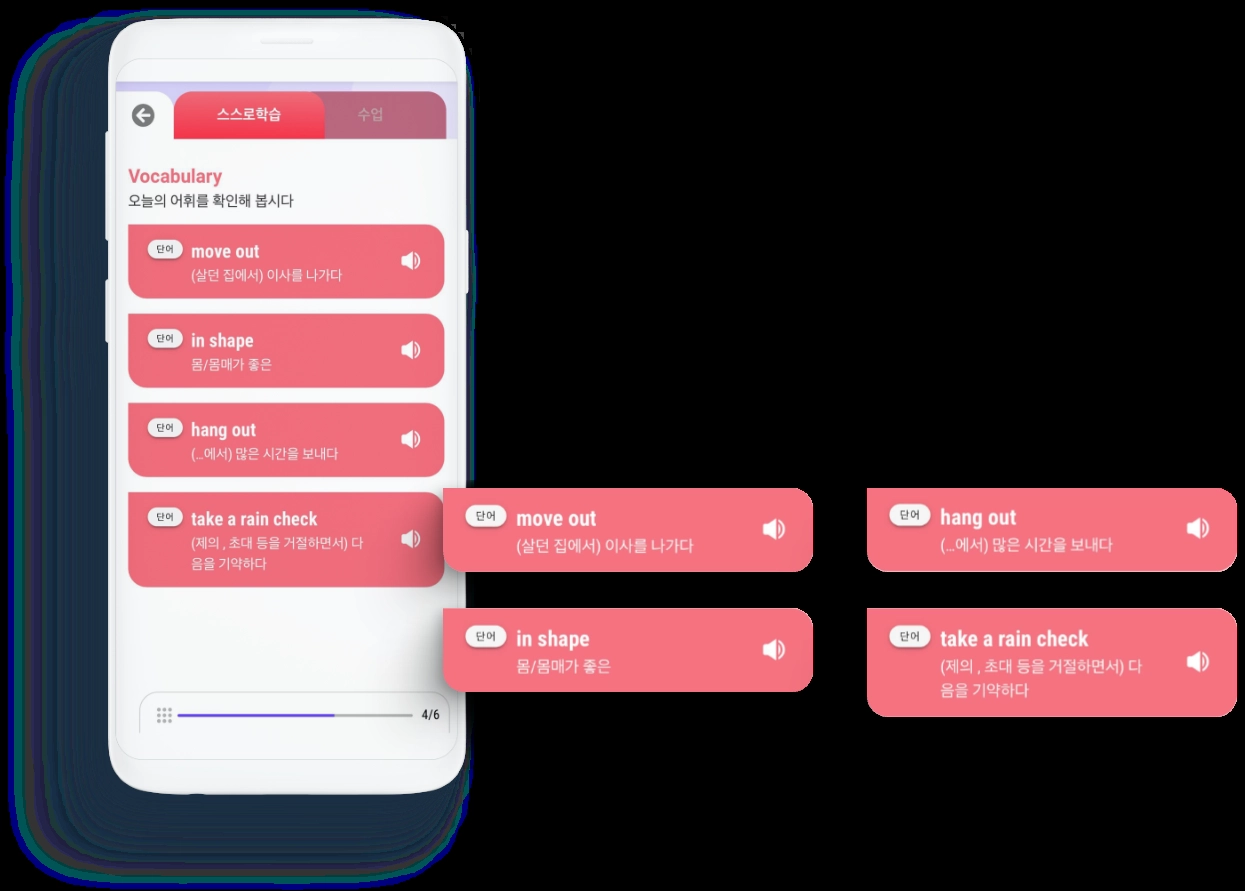 스스로학습 수업
Vocabulary
오늘의 어휘를 확인해 봅시다
단어 move out
(살던 집에서) 이사를 나가다
단어 in shape
몸/몸매가 좋은
단어 hang out
(...에서) 많은 시간을 보내다
단어 take a rain check
(제의 , 초대 등을 거절하면서) 다
음을 기약하다
4/6
단어 move out
(살던 집에서) 이사를 나가다
단어 in shape
몸/몸매가 좋은
단어 hang out
(...에서) 많은 시간을 보내다
단어 take a rain check
(제의 , 초대 등을 거절하면서) 다
음을 기약하다